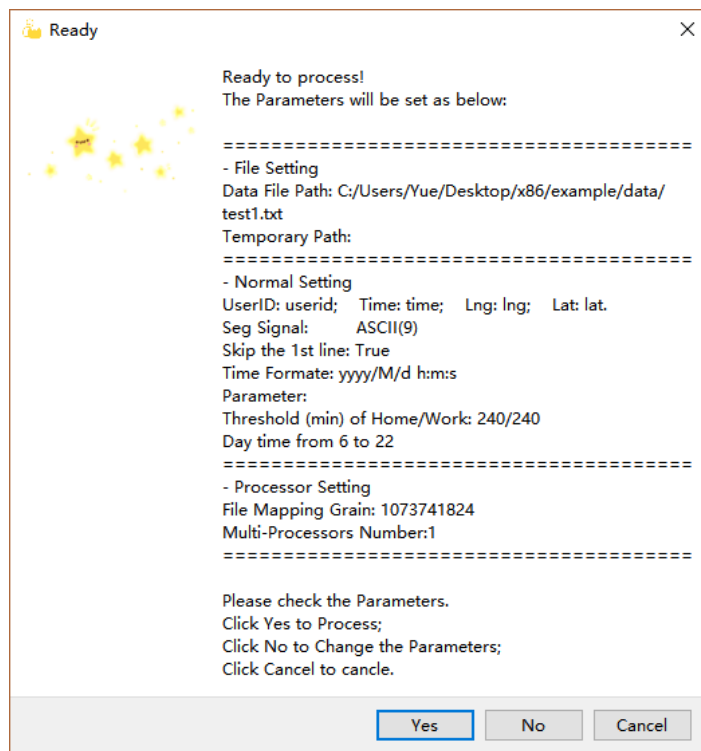 Ready
Ready to process!
The Parameters will be set as below:
=======================================
- File Setting
Data File Path: C:/Users/Yue/Desktop/x86/example/data/
test1.txt
Temporary Path:
=======================================
- Normal Setting
UserID: userid; Time: time; Lng: lng; Lat: lat.
Seg Signal: ASCII(9)
Skip the 1st line: True
Time Formate: yyyy/M/d h:m:s
Parameter:
Threshold (min) of Home/Work: 240/240
Day time from 6 to 22
=======================================
- Processor Setting
File Mapping Grain: 1073741824
Multi-Processors Number:1
=======================================
Please check the Parameters.
Click Yes to Process;
Click No to Change the Parameters;
Click Cancel to cancle.
Yes No Cancel